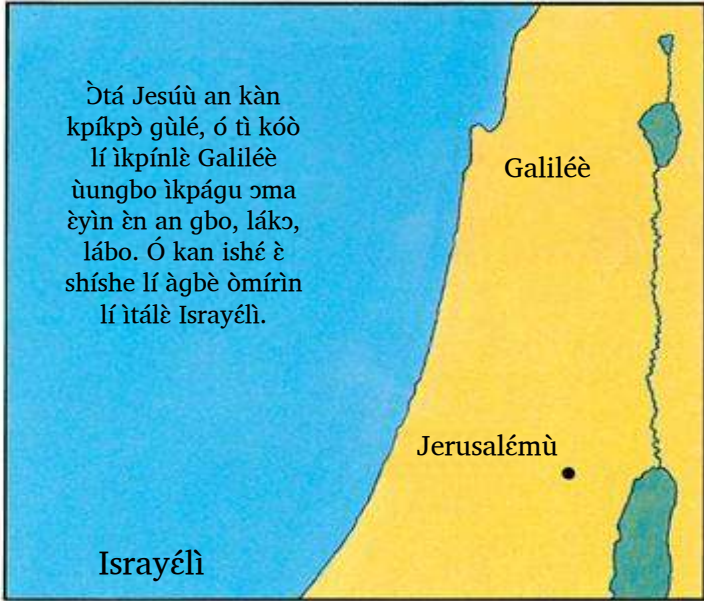 Ɔ̀tá Jesúù an kàn
kpíkpɔ̀ gùlé, ó tì kóò
lí ìkpínlɛ̀ Galiléè
ùungbo ìkpágu ɔma
ɛ̀yìn ɛ̀n an gbo, lákɔ,
lábo. Ó kan ishɛ́ ɛ̀
shíshe lí àgbè òmírìn
lí ìtálɛ̀ Israyɛ́lì.
Galiléè
Jerusalɛ́mù
Israyɛ́lì